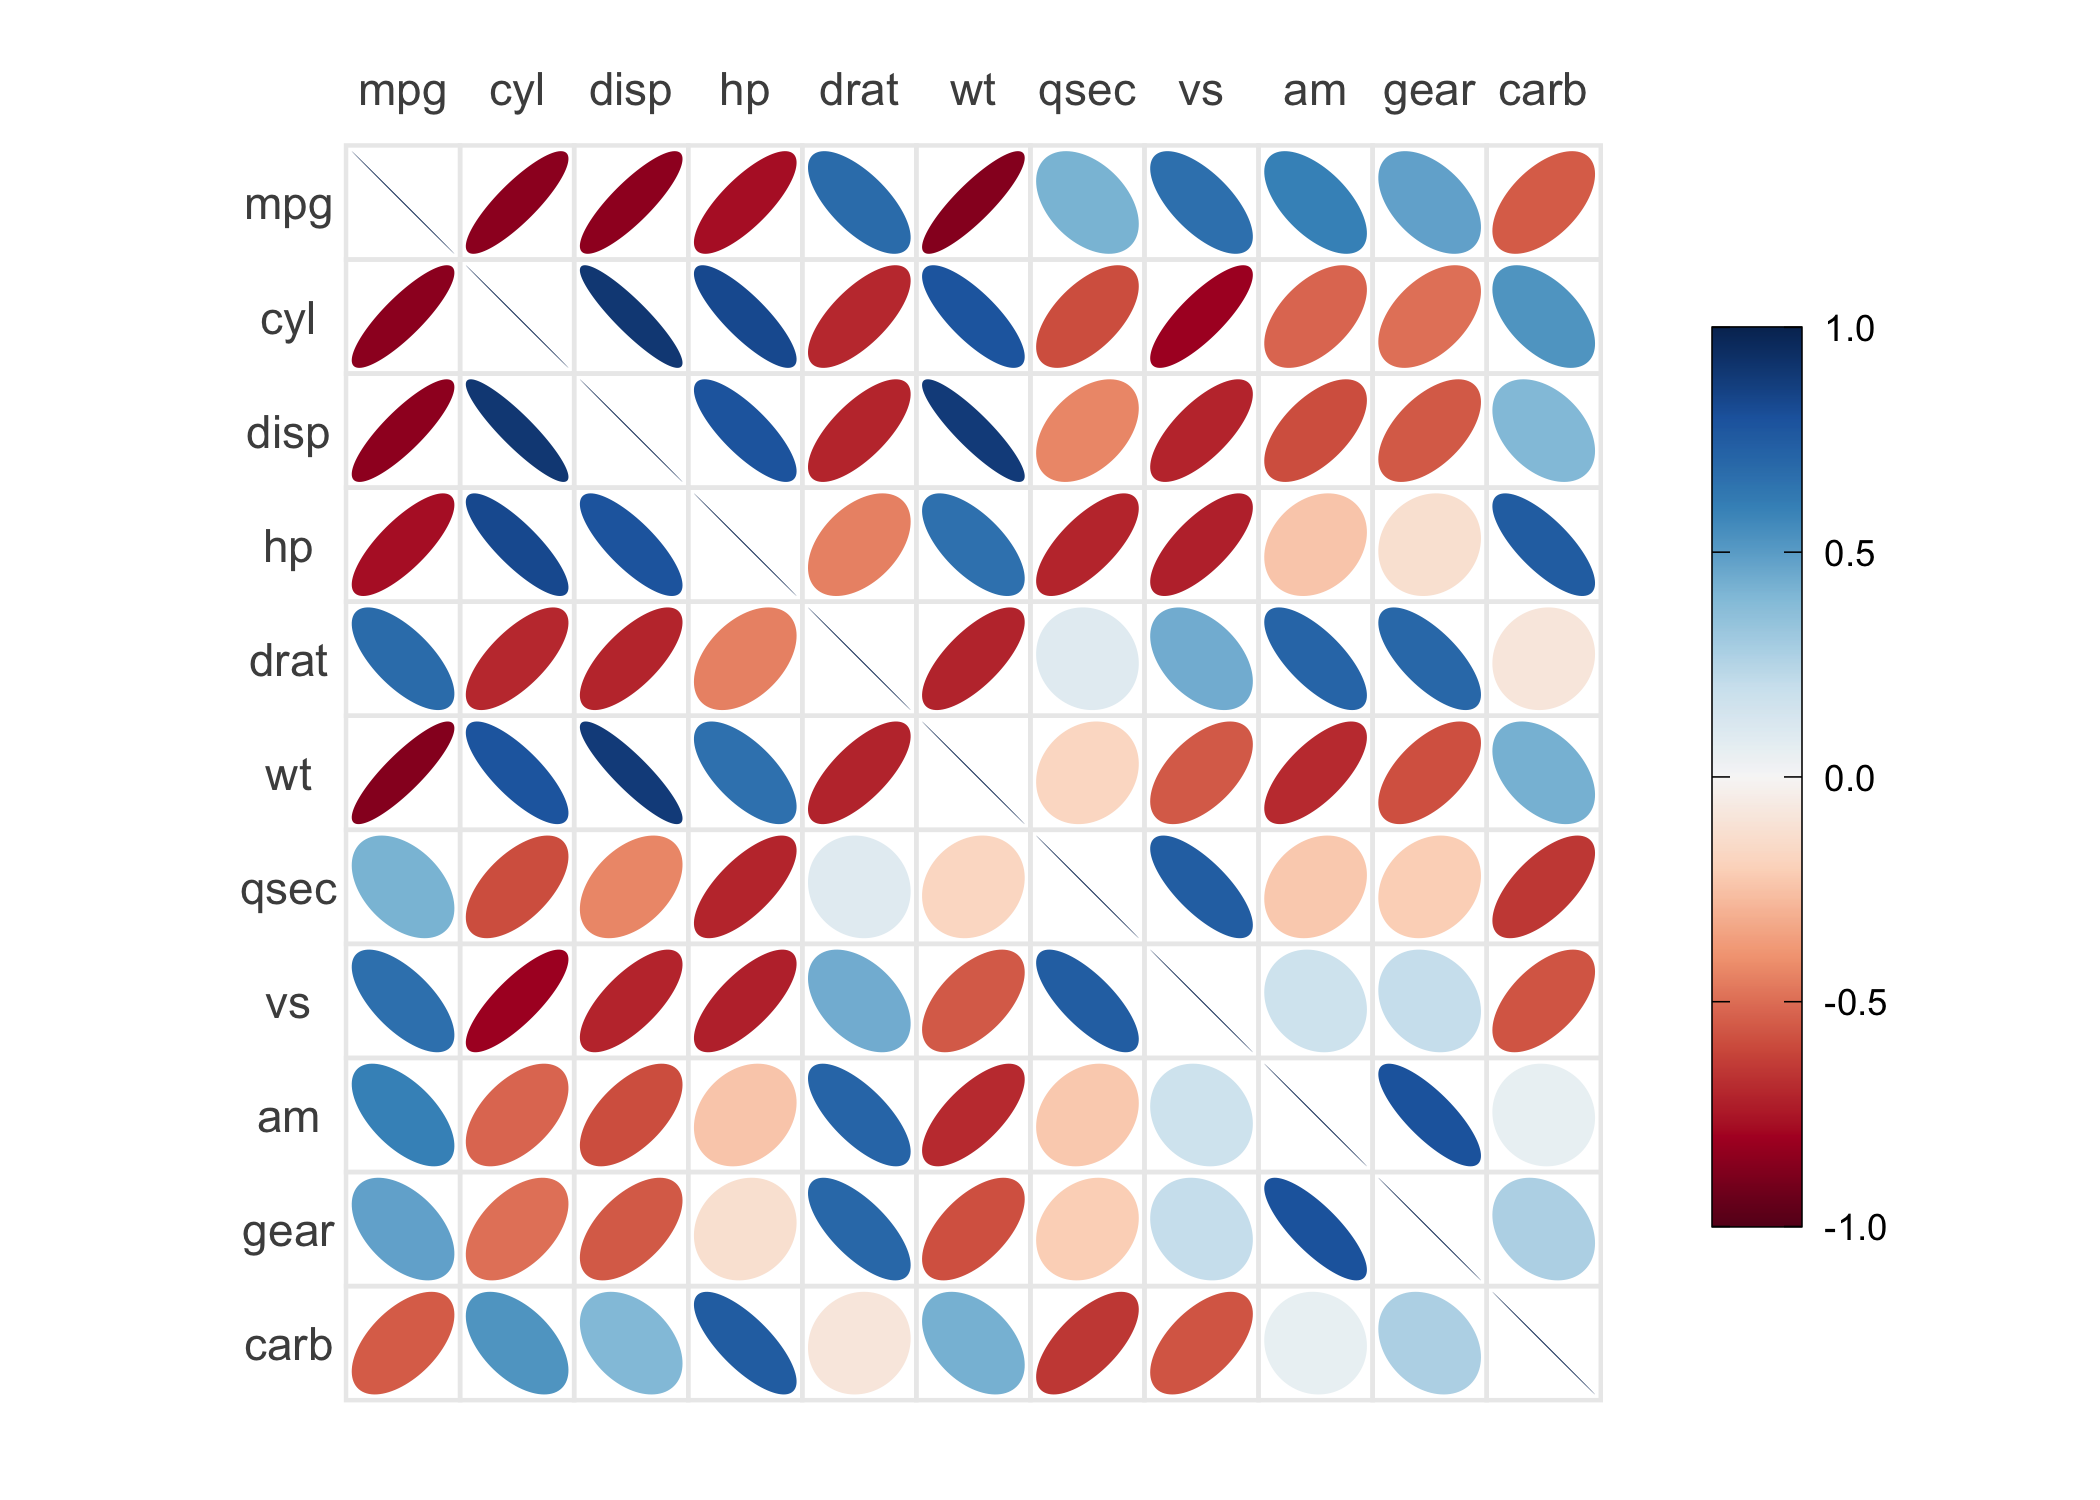 mpg cyl disp hp drat wt qsec vs am gear carb
mpg
cyl
disp
hp
drat
wt
qsec
vs
am
gear
carb
1.0
0.5
0.0
-0.5
-1.0